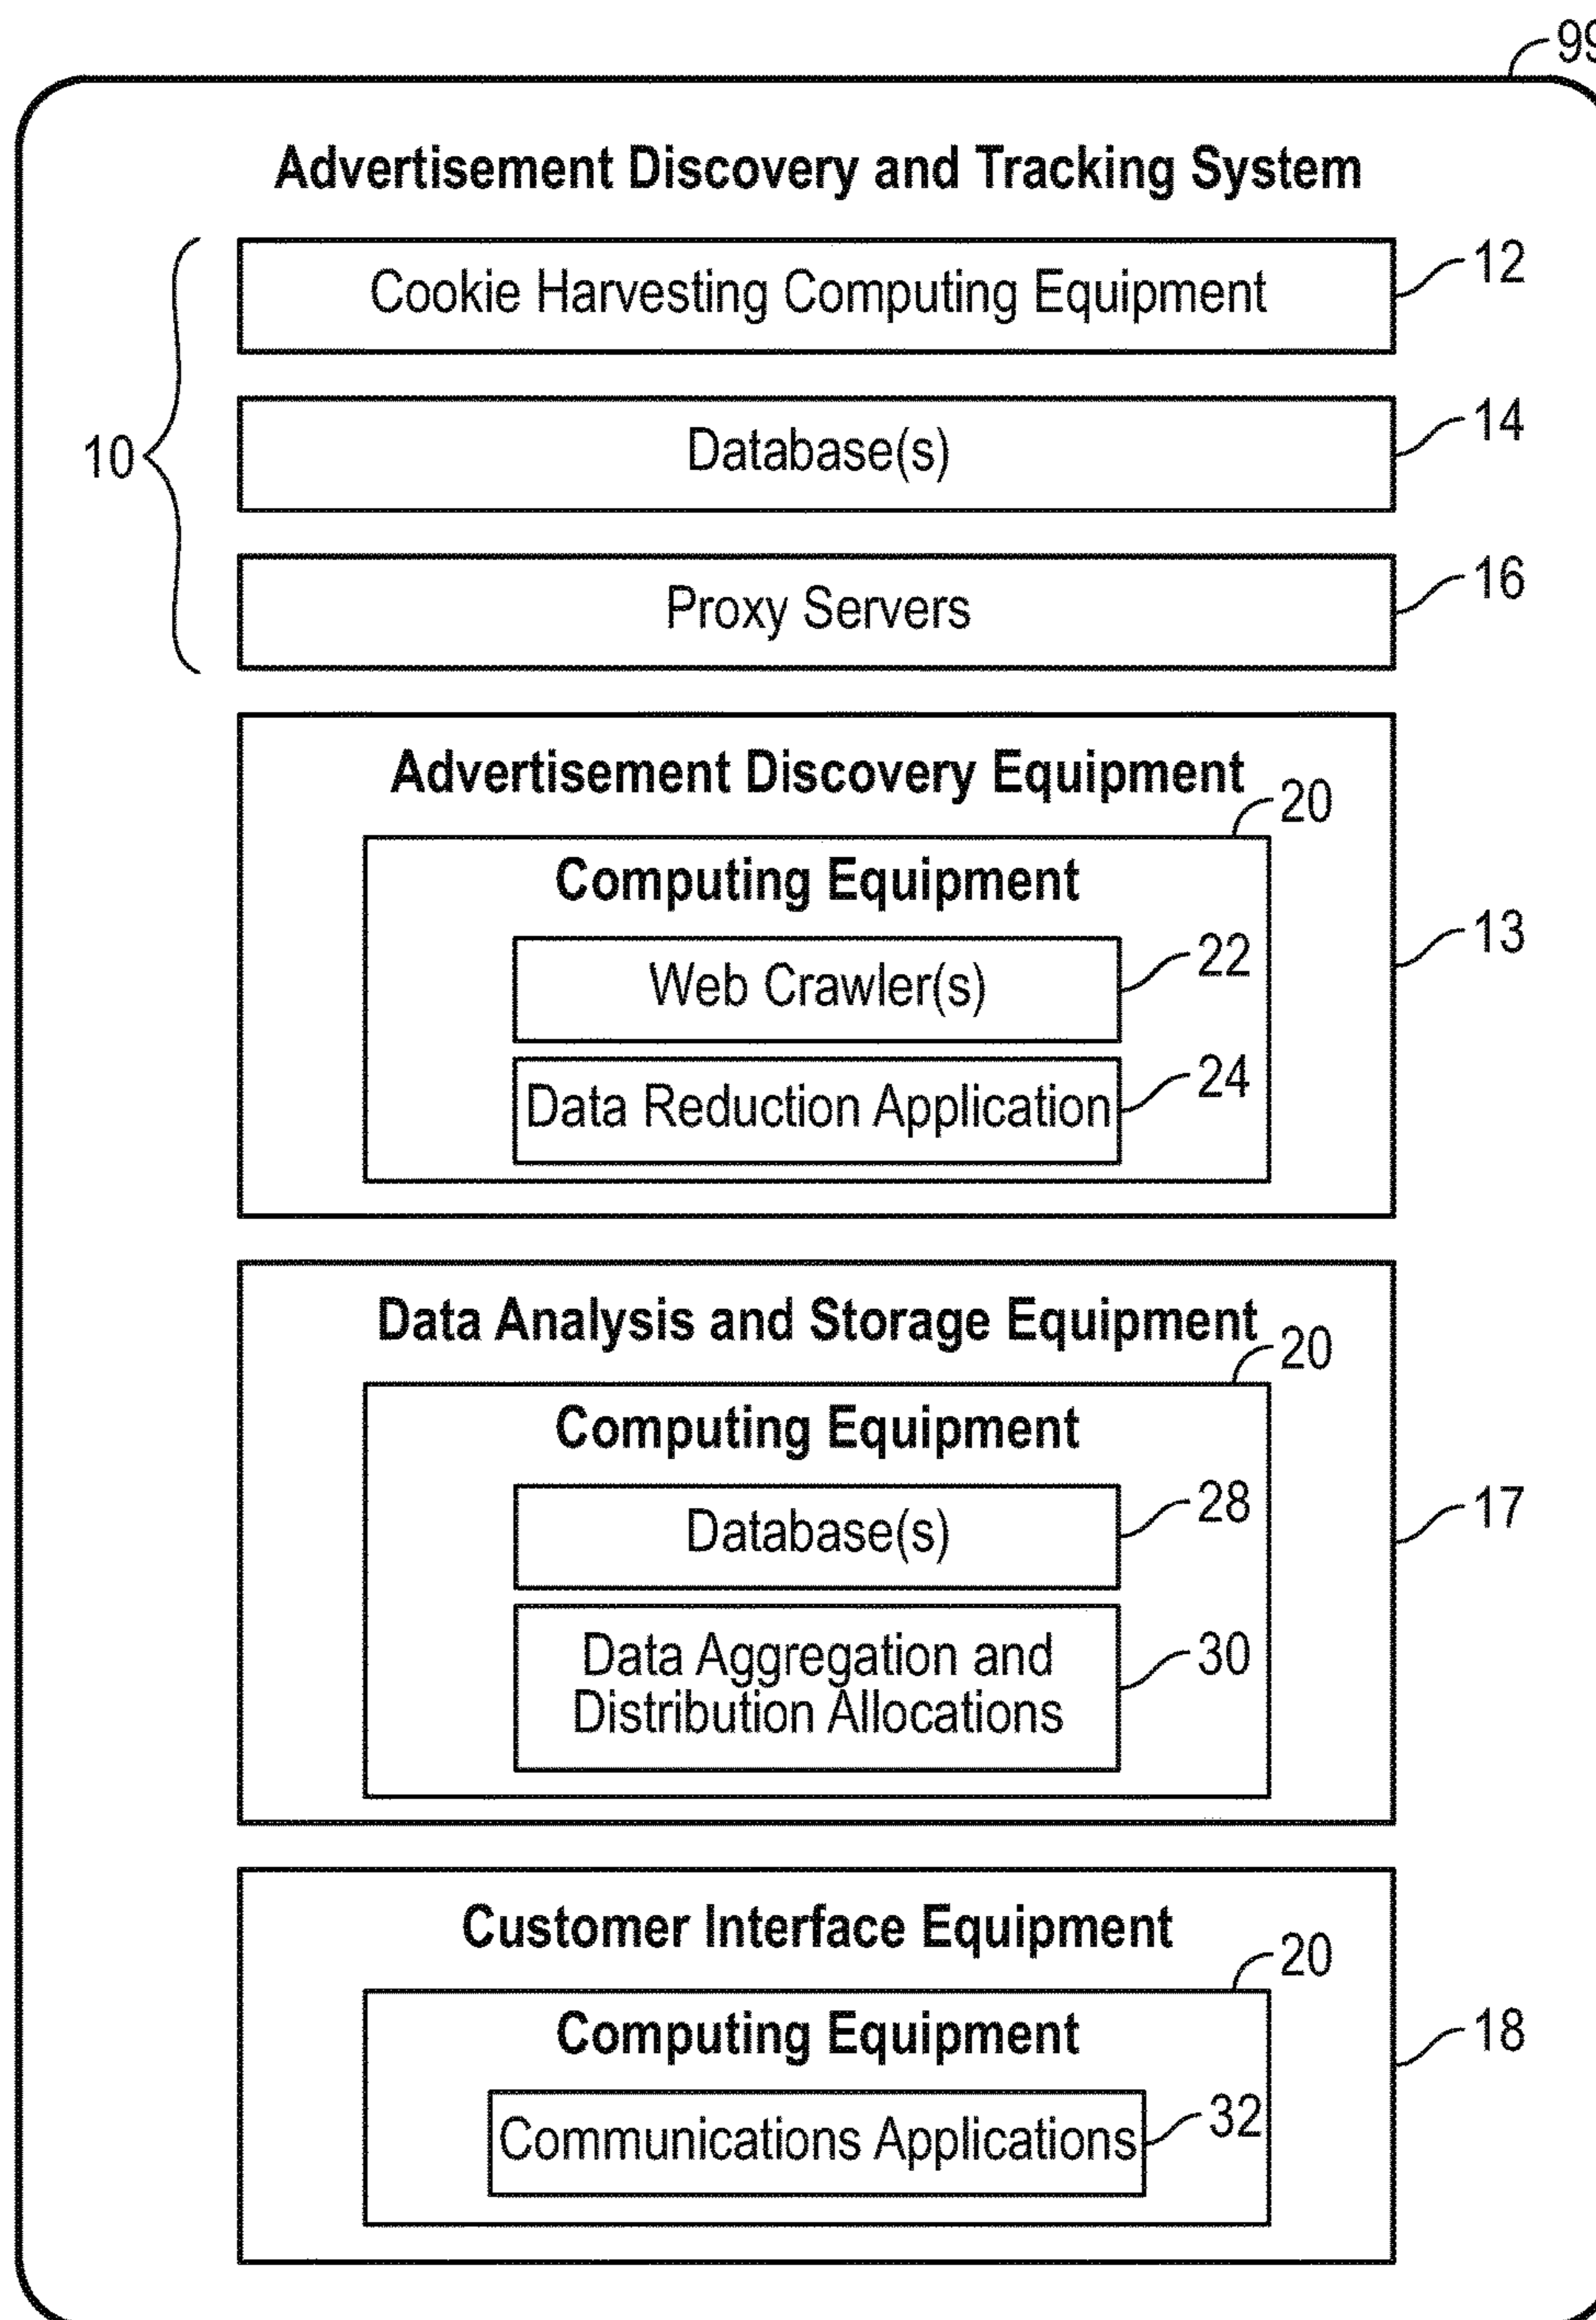 99
Advertisement Discovery and Tracking System
Cookie Harvesting Computing Equipment
12
Database(s)
14
10
Proxy Servers
16
Advertisement Discovery Equipment
20
Computing Equipment
Web Crawler(s)
22
13
Data Reduction Application
24
Data Analysis and Storage Equipment
20
Computing Equipment
Database(s)
28
17
Data Aggregation and
Distribution Allocations
30
Customer Interface Equipment
20
Computing Equipment
18
Communications Applications
32